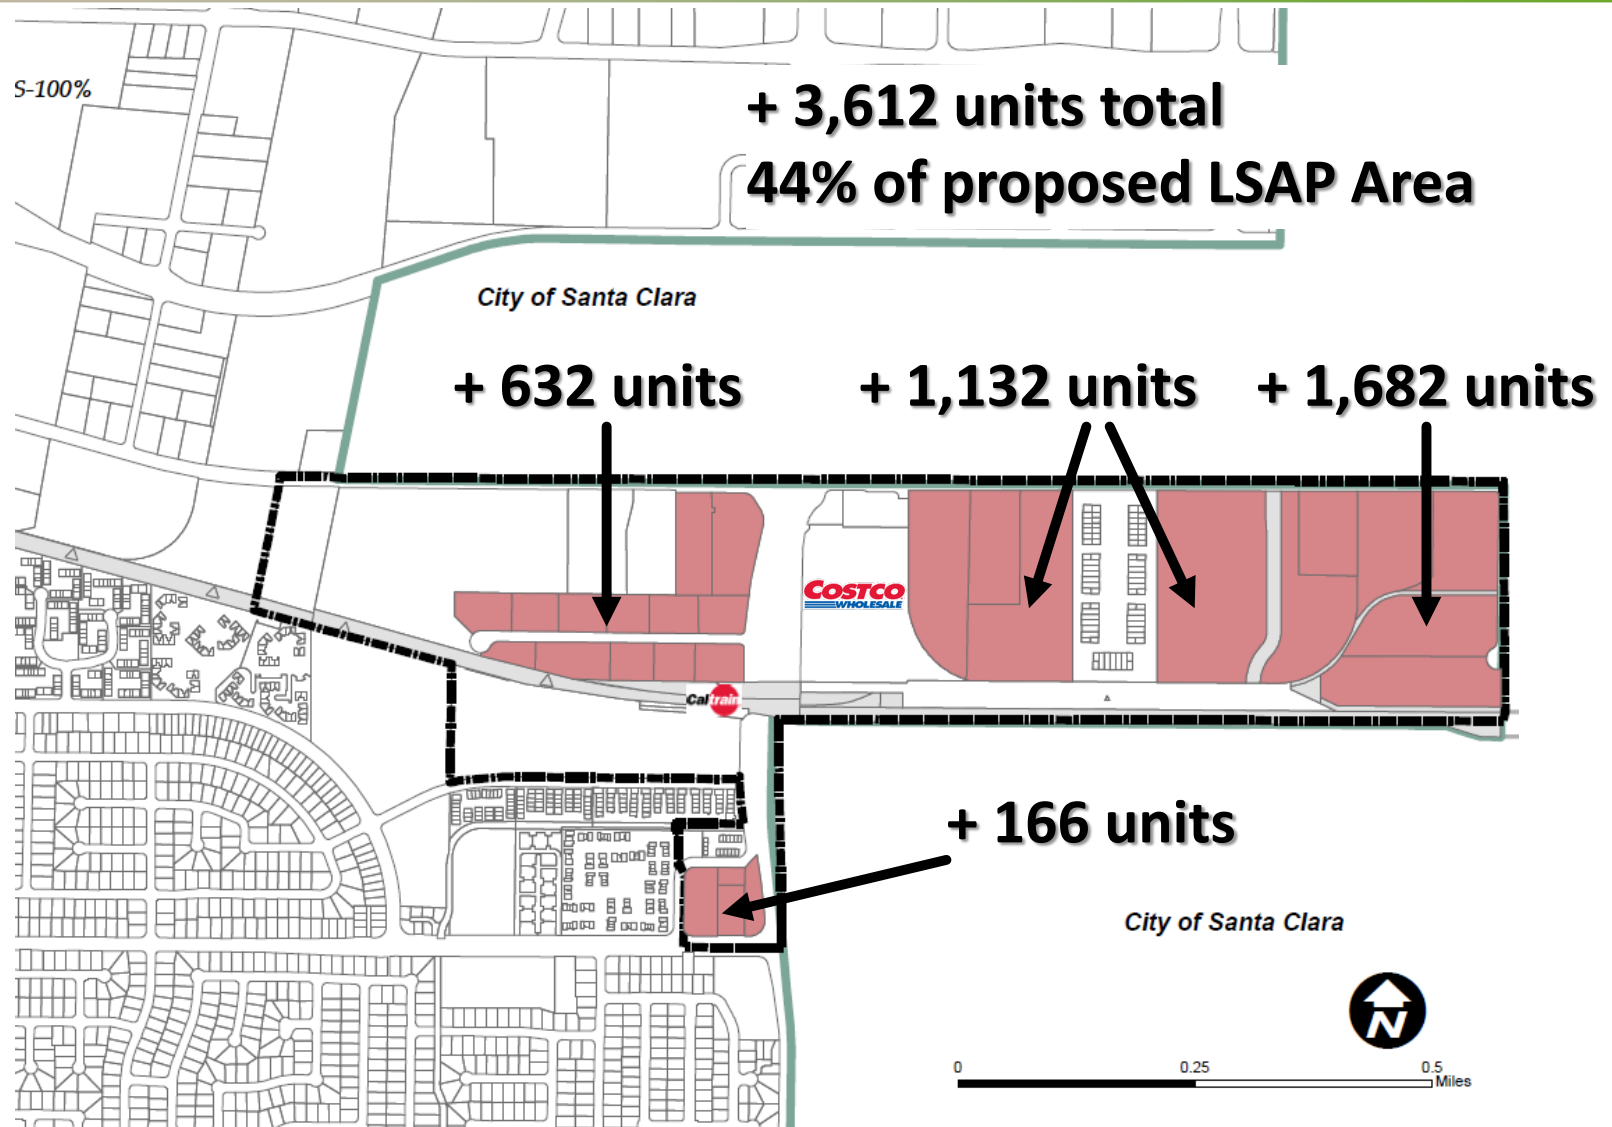 S-100%
+ 3,612 units total
44% of proposed LSAP Area
City of Santa Clara
+ 632 units
+ 1,132 units
+ 1,682 units
COSTCO
WHOLESALE
Caltrain
+ 166 units
City of Santa Clara
N
0 0.25 0.5
Miles